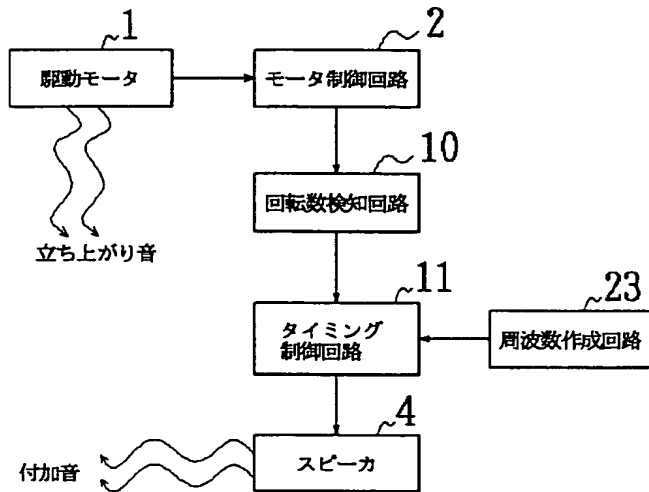 1
駆動モータ
2
モータ制御回路
10
回転数検知回路
立ち上がり音
11
タイミング
制御回路
23
周波数作成回路
4
スピーカ
付加音